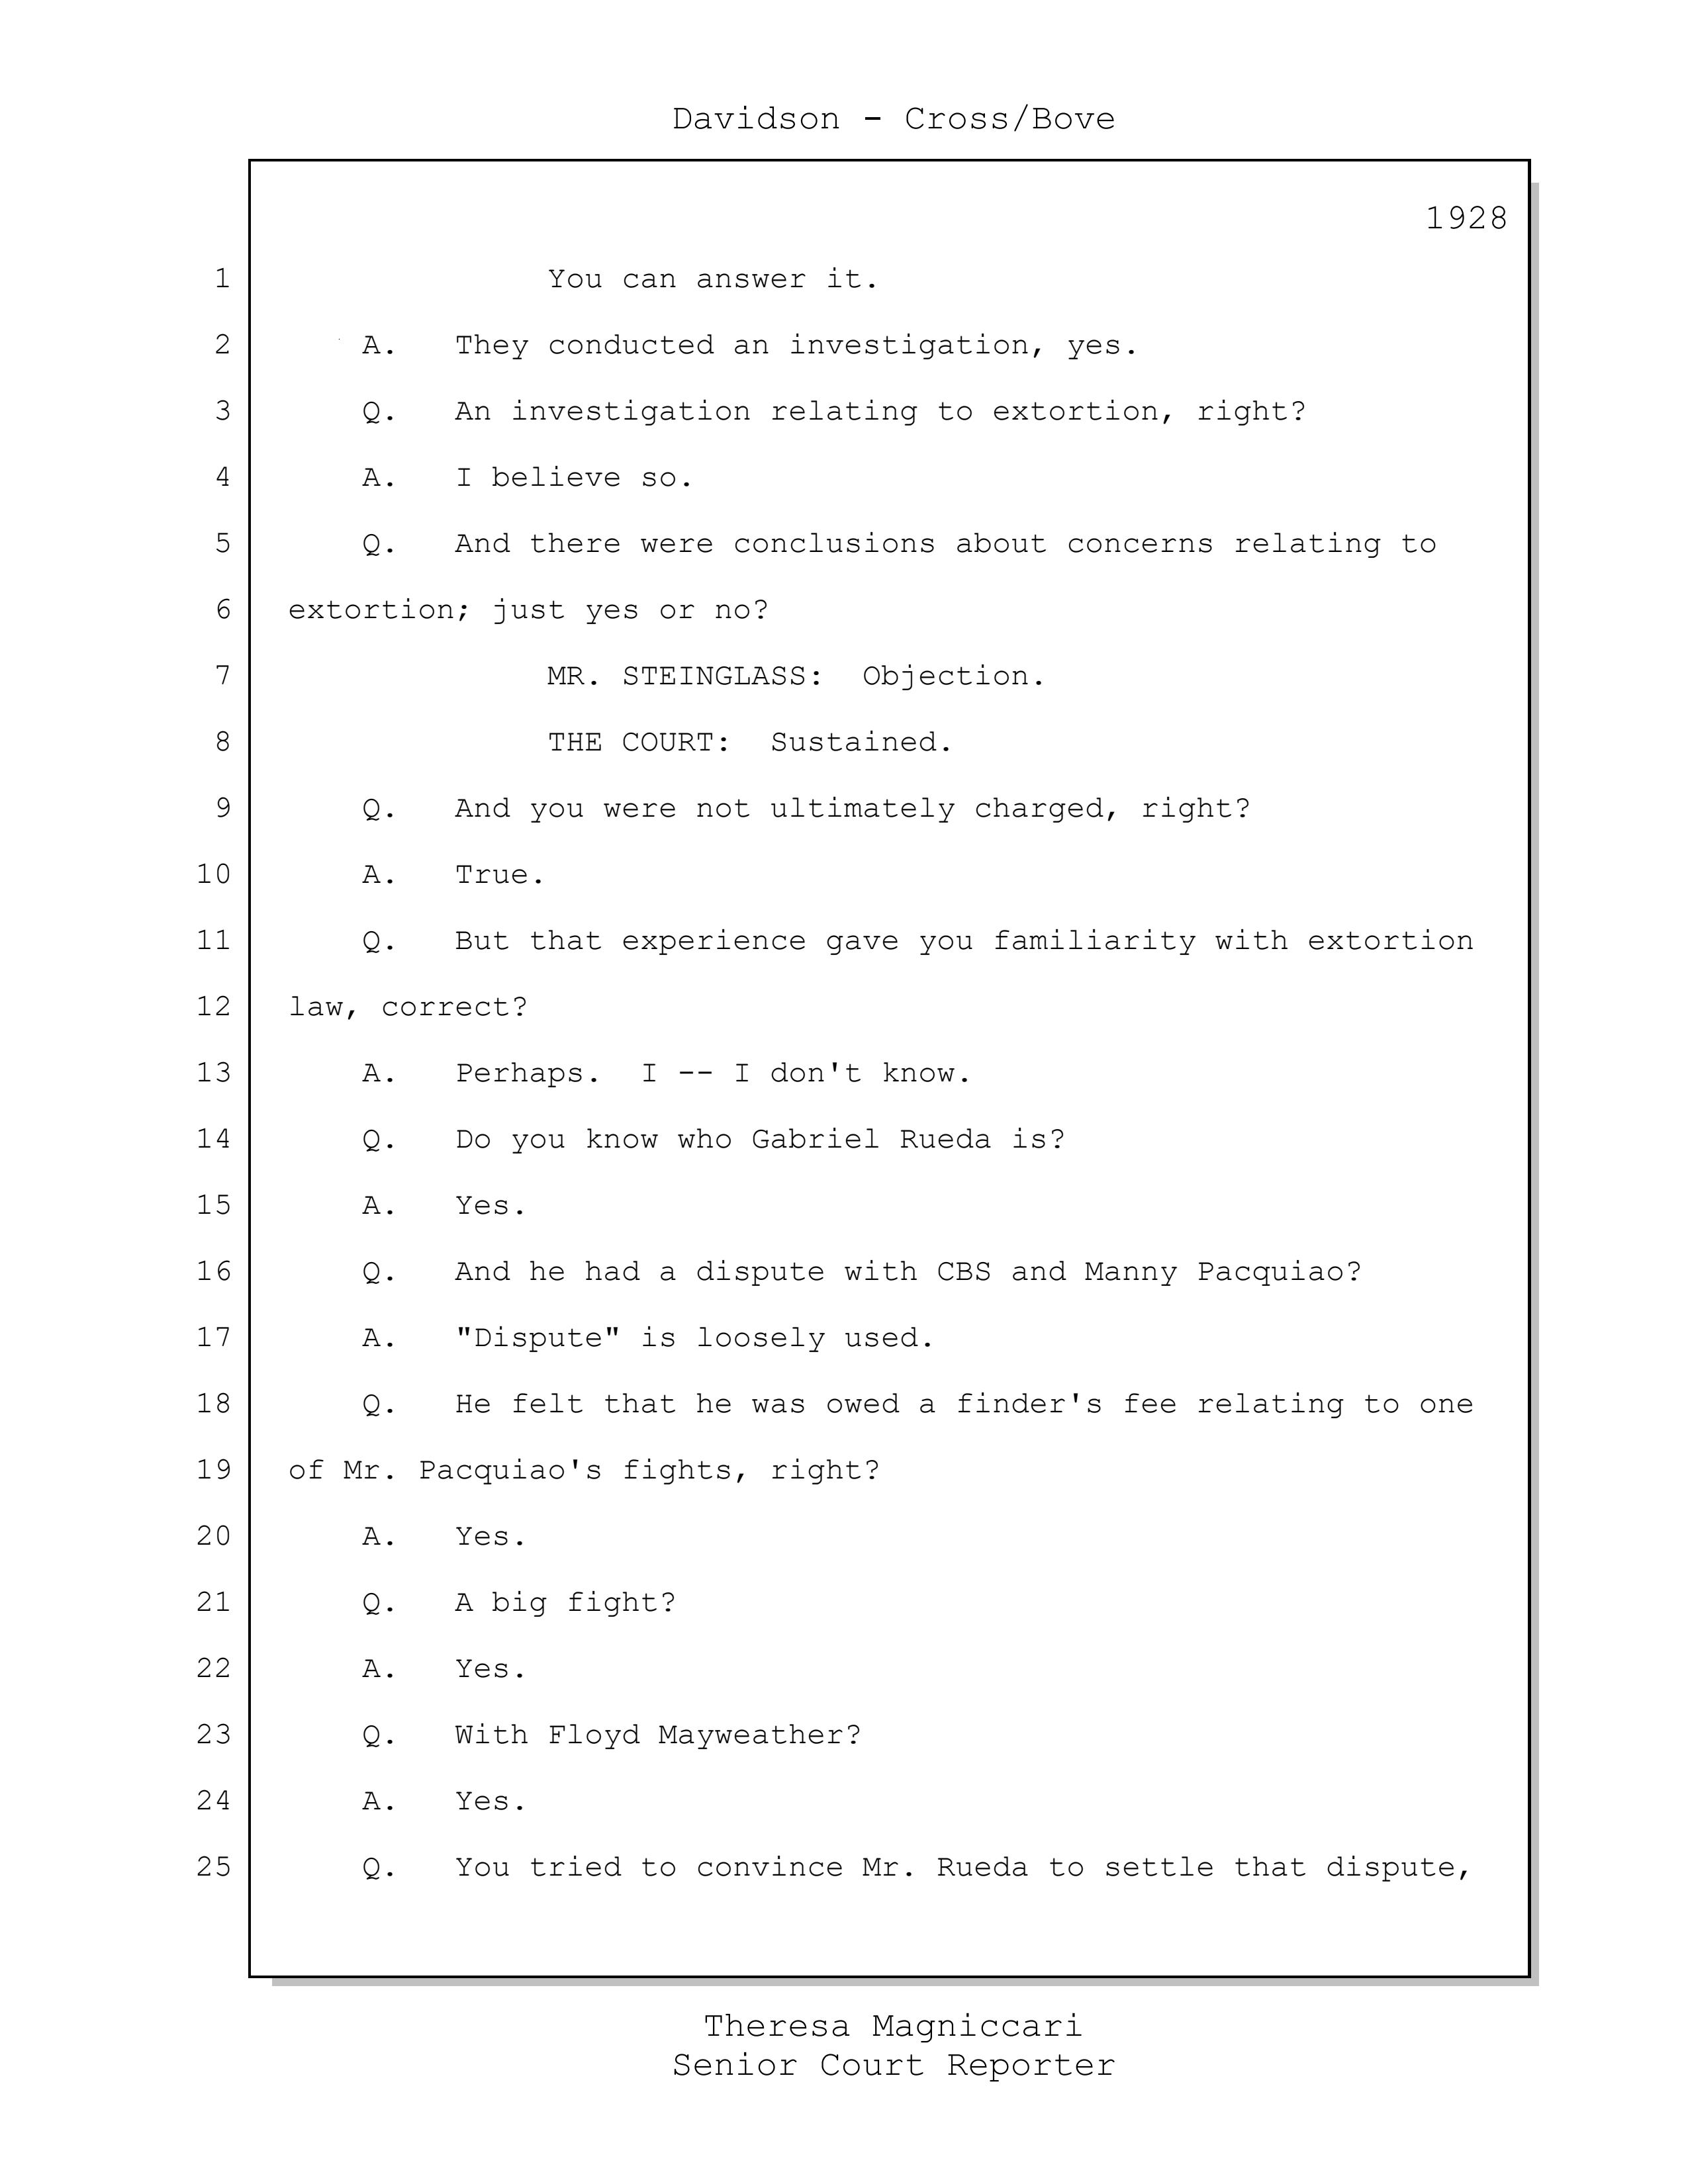 Davidson - Cross/Bove
1928
1 You can answer it.
2 A. They conducted an investigation, yes.
3 Q. An investigation relating to extortion, right?
4 A. I believe so.
5 Q. And there were conclusions about concerns relating to
6 extortion; just yes or no?
7 MR. STEINGLASS: Objection.
8 THE COURT: Sustained.
9 Q. And you were not ultimately charged, right?
10 A. True.
11 Q. But that experience gave you familiarity with extortion
12 law, correct?
13 A. Perhaps. I -- I don't know.
14 Q. Do you know who Gabriel Rueda is?
15 A. Yes.
16 Q. And he had a dispute with CBS and Manny Pacquiao?
17 A. "Dispute" is loosely used.
18 Q. He felt that he was owed a finder's fee relating to one
19 of Mr. Pacquiao's fights, right?
20 A. Yes.
21 Q. A big fight?
22 A. Yes.
23 Q. With Floyd Mayweather?
24 A. Yes.
25 Q. You tried to convince Mr. Rueda to settle that dispute,
Theresa Magniccari
Senior Court Reporter